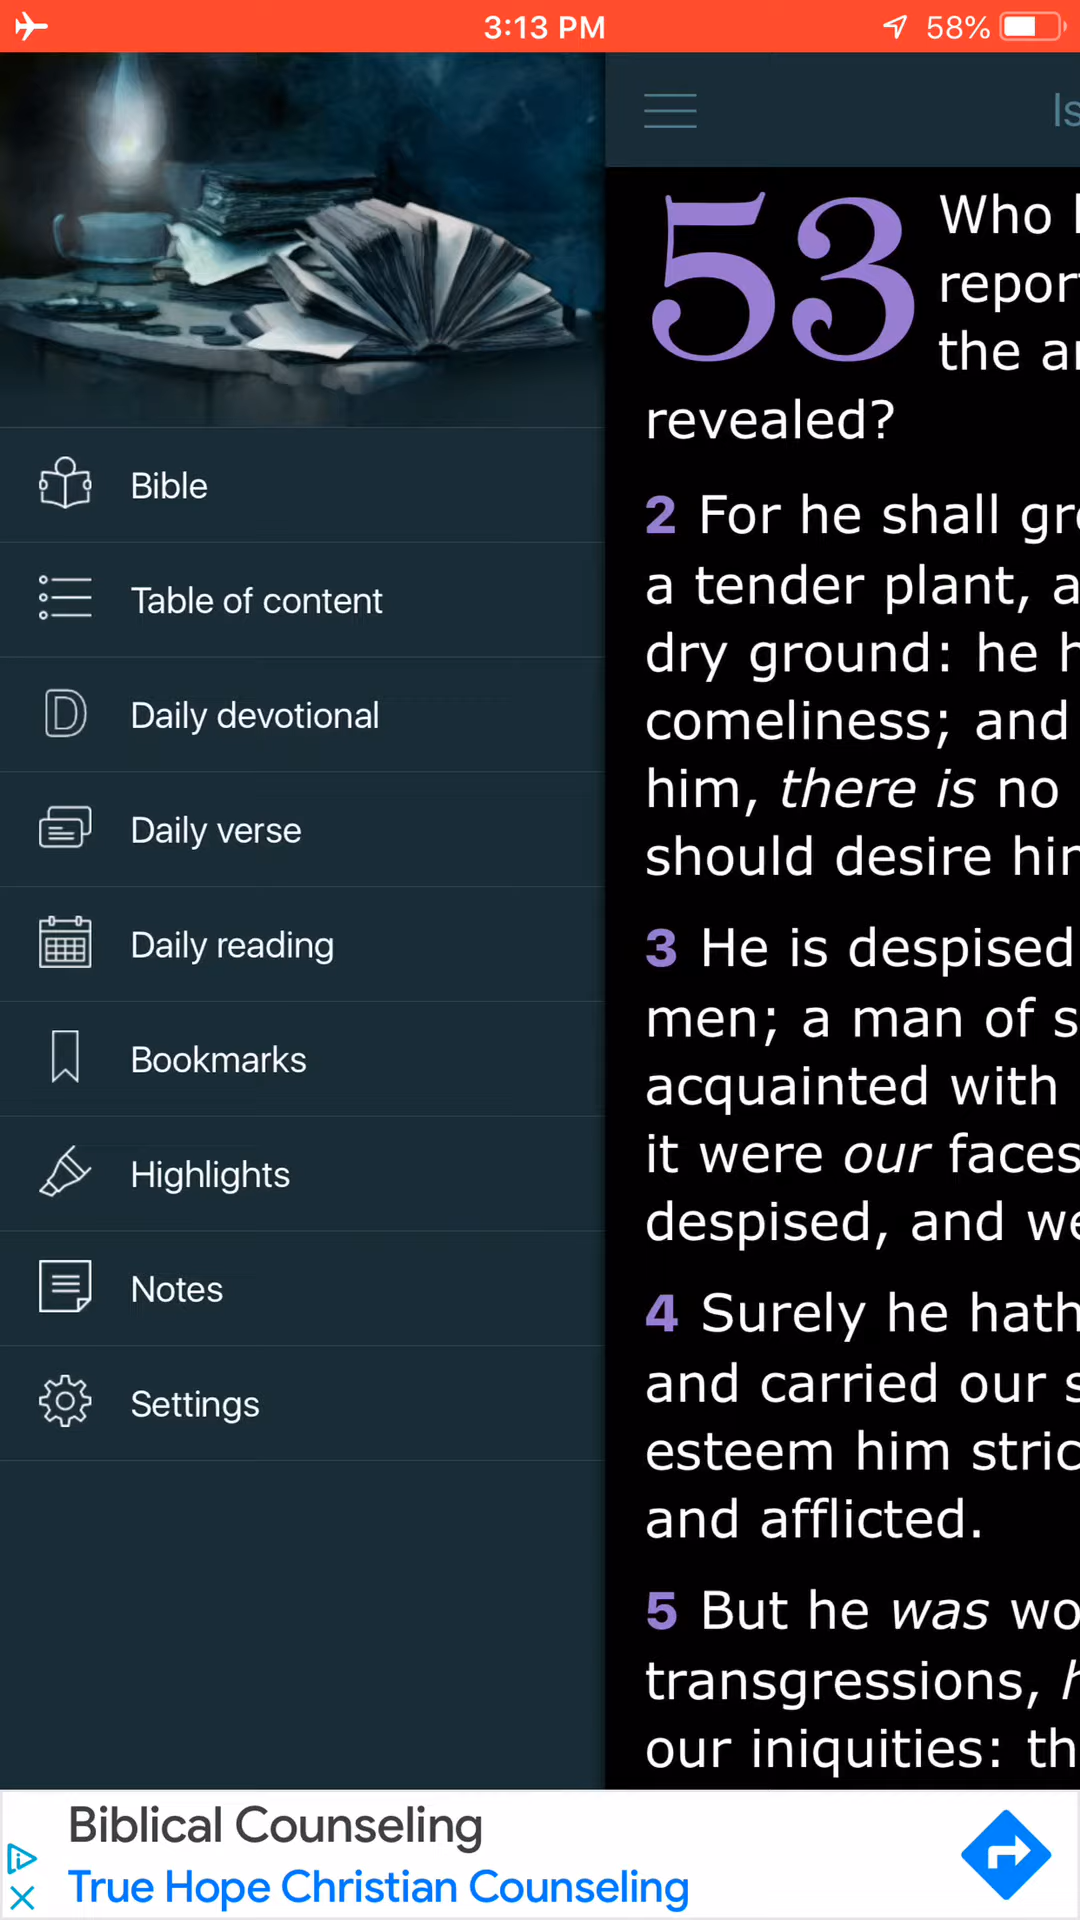 3:13 PM
58%
Bible
Table of content
Daily devotional
Daily verse
Daily reading
Bookmarks
Highlights
Notes
Settings
Is
53 Who
repor
the
revealed?
2 For he shall gr
a tender plant, a
dry ground: he h
comeliness; and
him, there is no
should desire hi
3 He is despised
men; a man of s
acquainted with
it were our faces
despised, and we
4 Surely he hath
and carried our s
esteem him stric
and afflicted.
5 But he was wo
transgressions, h
our iniquities: th
Biblical Counseling
True Hope Christian Counseling